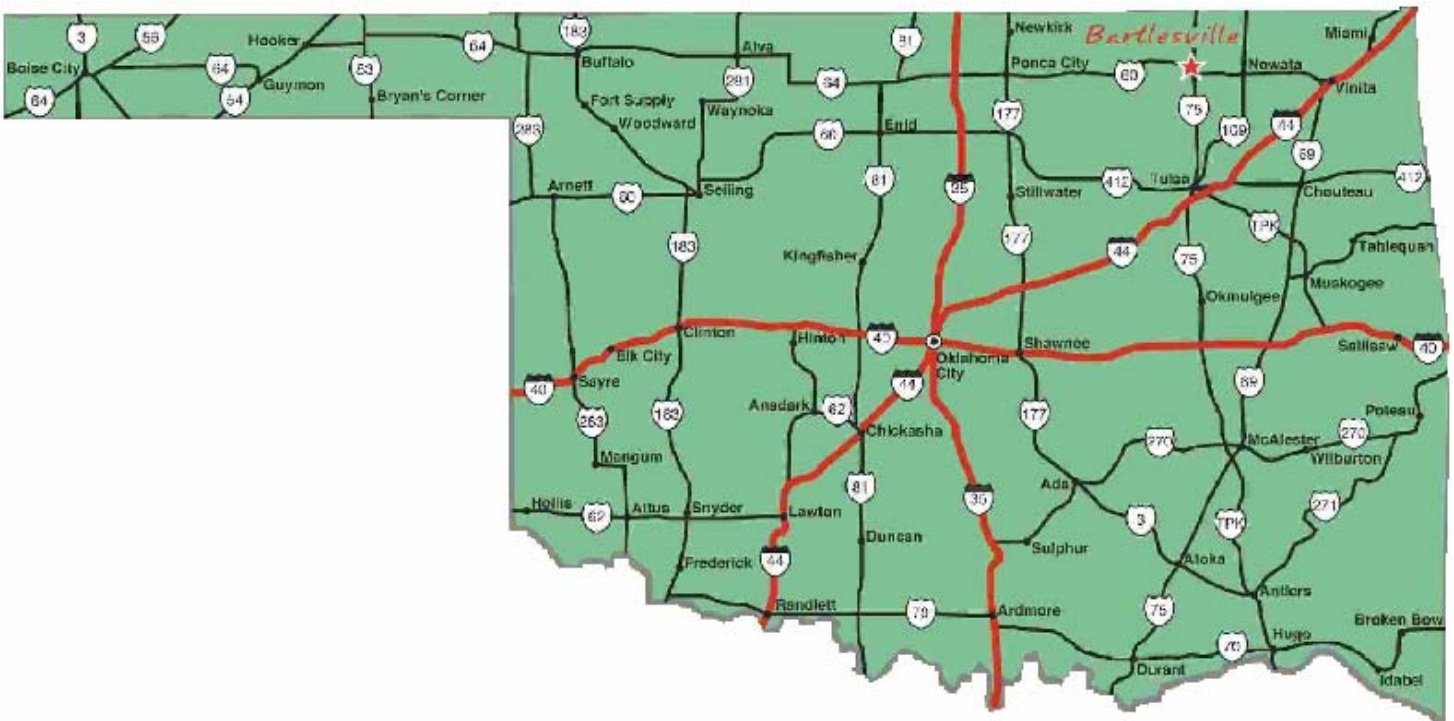 3
56
Hooker
64
183
Alva
81
Newkirk
Bartlesville
Miami
Boise City
64
Guymon
83
Buffalo
281
64
Ponca City
60
Nowata
Vinita
64
54
Bryan's Corner
Fort Supply
Waynoka
177
75
169
44
283
Woodward
60
Enid
69
Arnett
60
Seiling
81
35
Stillwater
412
Tulsa
Chouteau
412
183
Kingfisher
177
44
75
TPK
Tahlequah
Muskogee
Okmulgee
Clinton
Hinton
40
Oklahoma
City
Shawnee
Sallisaw
40
Elk City
Sayre
40
44
69
283
183
Anadark
62
Chickasha
177
Poteau
270
McAlester
270
Wilburton
Mangum
81
35
Ada
Hollis
62
Altus
Snyder
Lawton
3
TPK
271
Duncan
Sulphur
Frederick
44
Atoka
Antlers
Randlett
70
Ardmore
75
Broken Bow
Hugo
70
Durant
Idabel